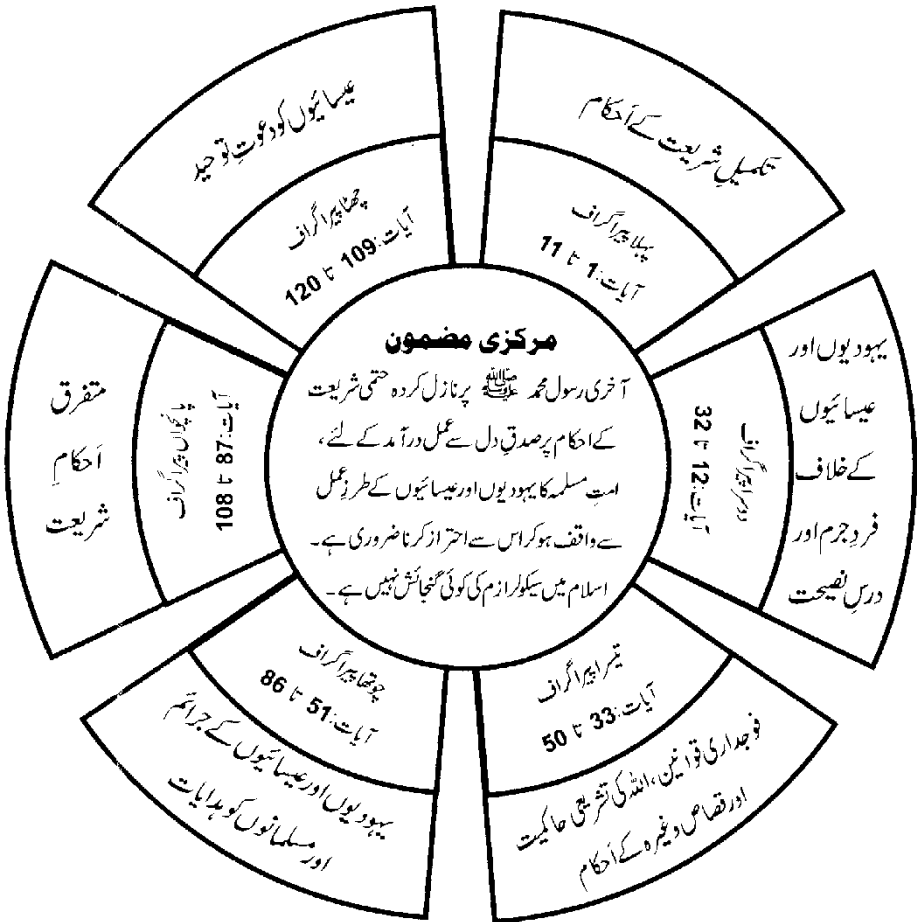 مرکزی مضمون
آخری رسول محمد ﷺ پر نازل کردہ حتمی شریعت
کے احکام پر صدقِ دل سے عمل درآمد کے لئے،
امتِ مسلمہ کا یہودیوں اور عیسائیوں کے طرزِ عمل
سے واقف ہو کر اس سے احتراز کرنا ضروری ہے۔
اسلام میں سیکولرازم کی کوئی گنجائش نہیں ہے۔
تکمیلِ شریعت کے أحکام
پہلا پیراگراف
آیات:1 تا 11
یہودیوں اور
عیسائیوں
کے خلاف
فردِ جرم اور
درسِ نصیحت
دوسرا پیراگراف
آیات:12 تا 32
تیسرا پیراگراف
آیات:33 تا 50
فوجداری قوانین، اللہ کی تشریعی حاکمیت
اور قصاص وغیرہ کے أحکام
چوتھا پیراگراف
آیات:51 تا 86
یہودیوں اور عیسائیوں کے جرائم
اور مسلمانوں کو ہدایات
متفرق
أحکامِ
شریعت
پانچواں پیراگراف
آیات:87 تا 108
عیسائیوں کو دعوتِ توحید
چھٹا پیراگراف
آیات:109 تا 120